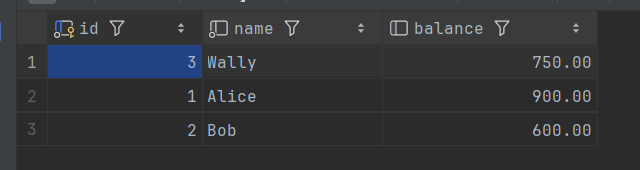 id name balance
1 3 Wally 750.00
2 1 Alice 900.00
3 2 Bob 600.00